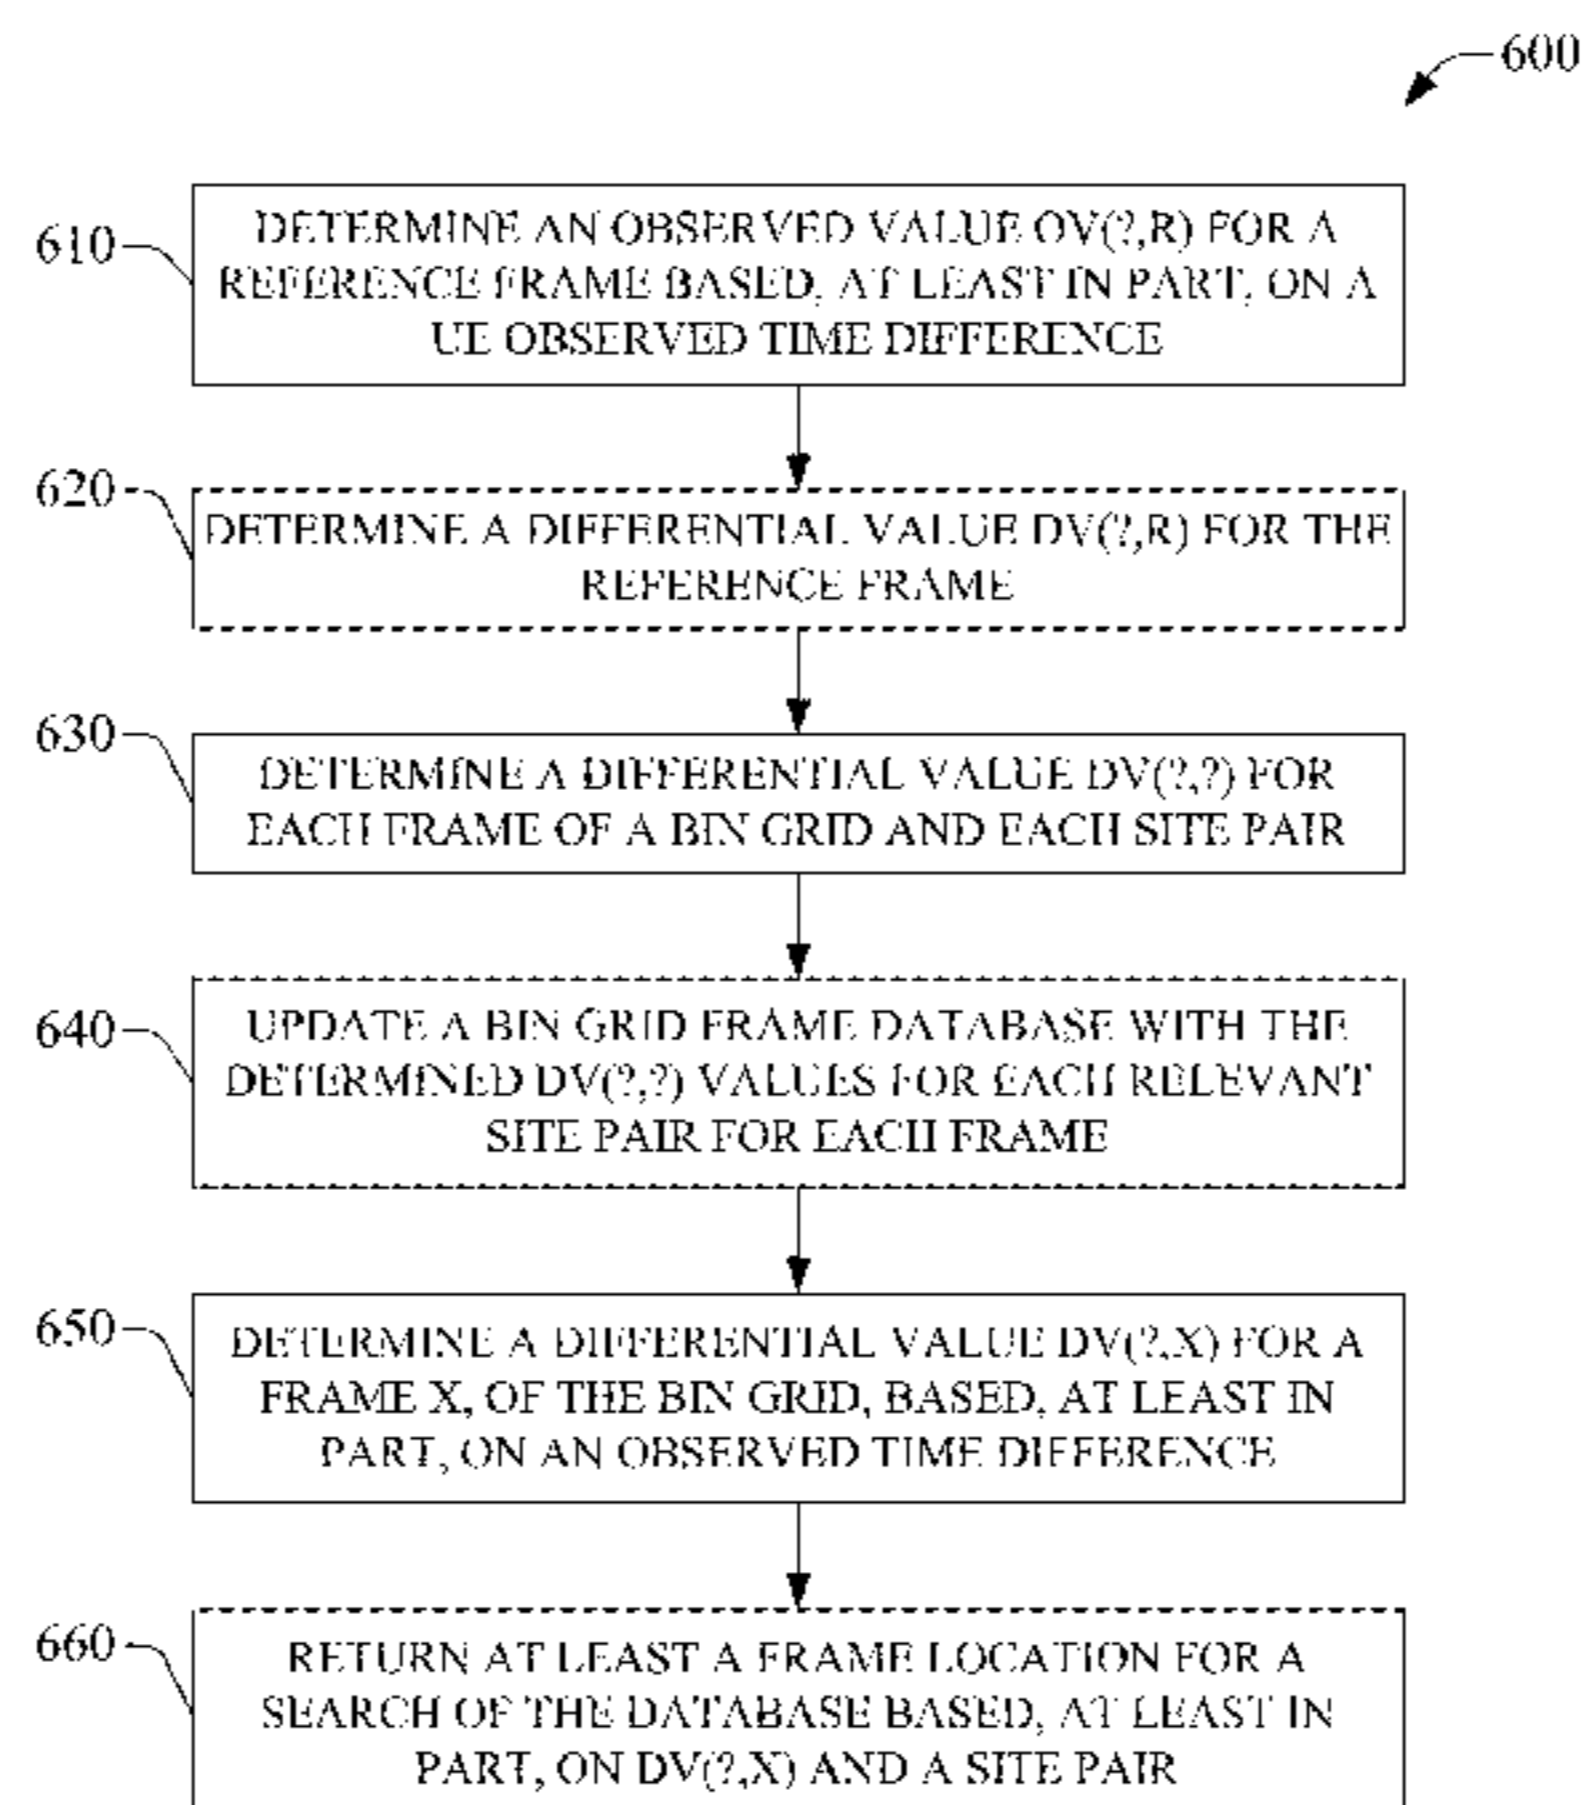 600
610
DETERMINE AN OBSERVED VALUE OV(?,R) FOR A
REFERENCE FRAME BASED, AT LEAST IN PART, ON A
UE OBSERVED TIME DIFFERENCE
620
DETERMINE A DIFFERENTIAL VALUE DV(?,R) FOR THE
REFERENCE FRAME
630
DETERMINE A DIFFERENTIAL VALUE DV(?,?) FOR
EACH FRAME OF A BIN GRID AND EACH SITE PAIR
640
UPDATE A BIN GRID FRAME DATABASE WITH THE
DETERMINED DV(?,?) VALUES FOR EACH RELEVANT
SITE PAIR FOR EACH FRAME
650
DETERMINE A DIFFERENTIAL VALUE DV(?,X) FOR A
FRAME X, OF THE BIN GRID, BASED, AT LEAST IN
PART, ON AN OBSERVED TIME DIFFERENCE
660
RETURN AT LEAST A FRAME LOCATION FOR A
SEARCH OF THE DATABASE BASED, AT LEAST IN
PART, ON DV(?,X) AND A SITE PAIR